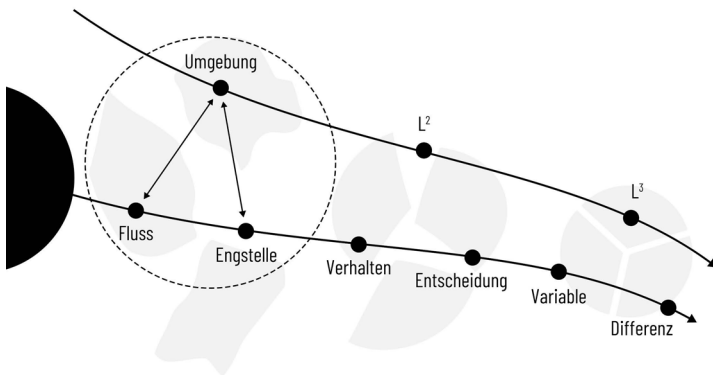 Umgebung
L²
L³
Fluss
Engstelle
Verhalten
Entscheidung
Variable
Differenz